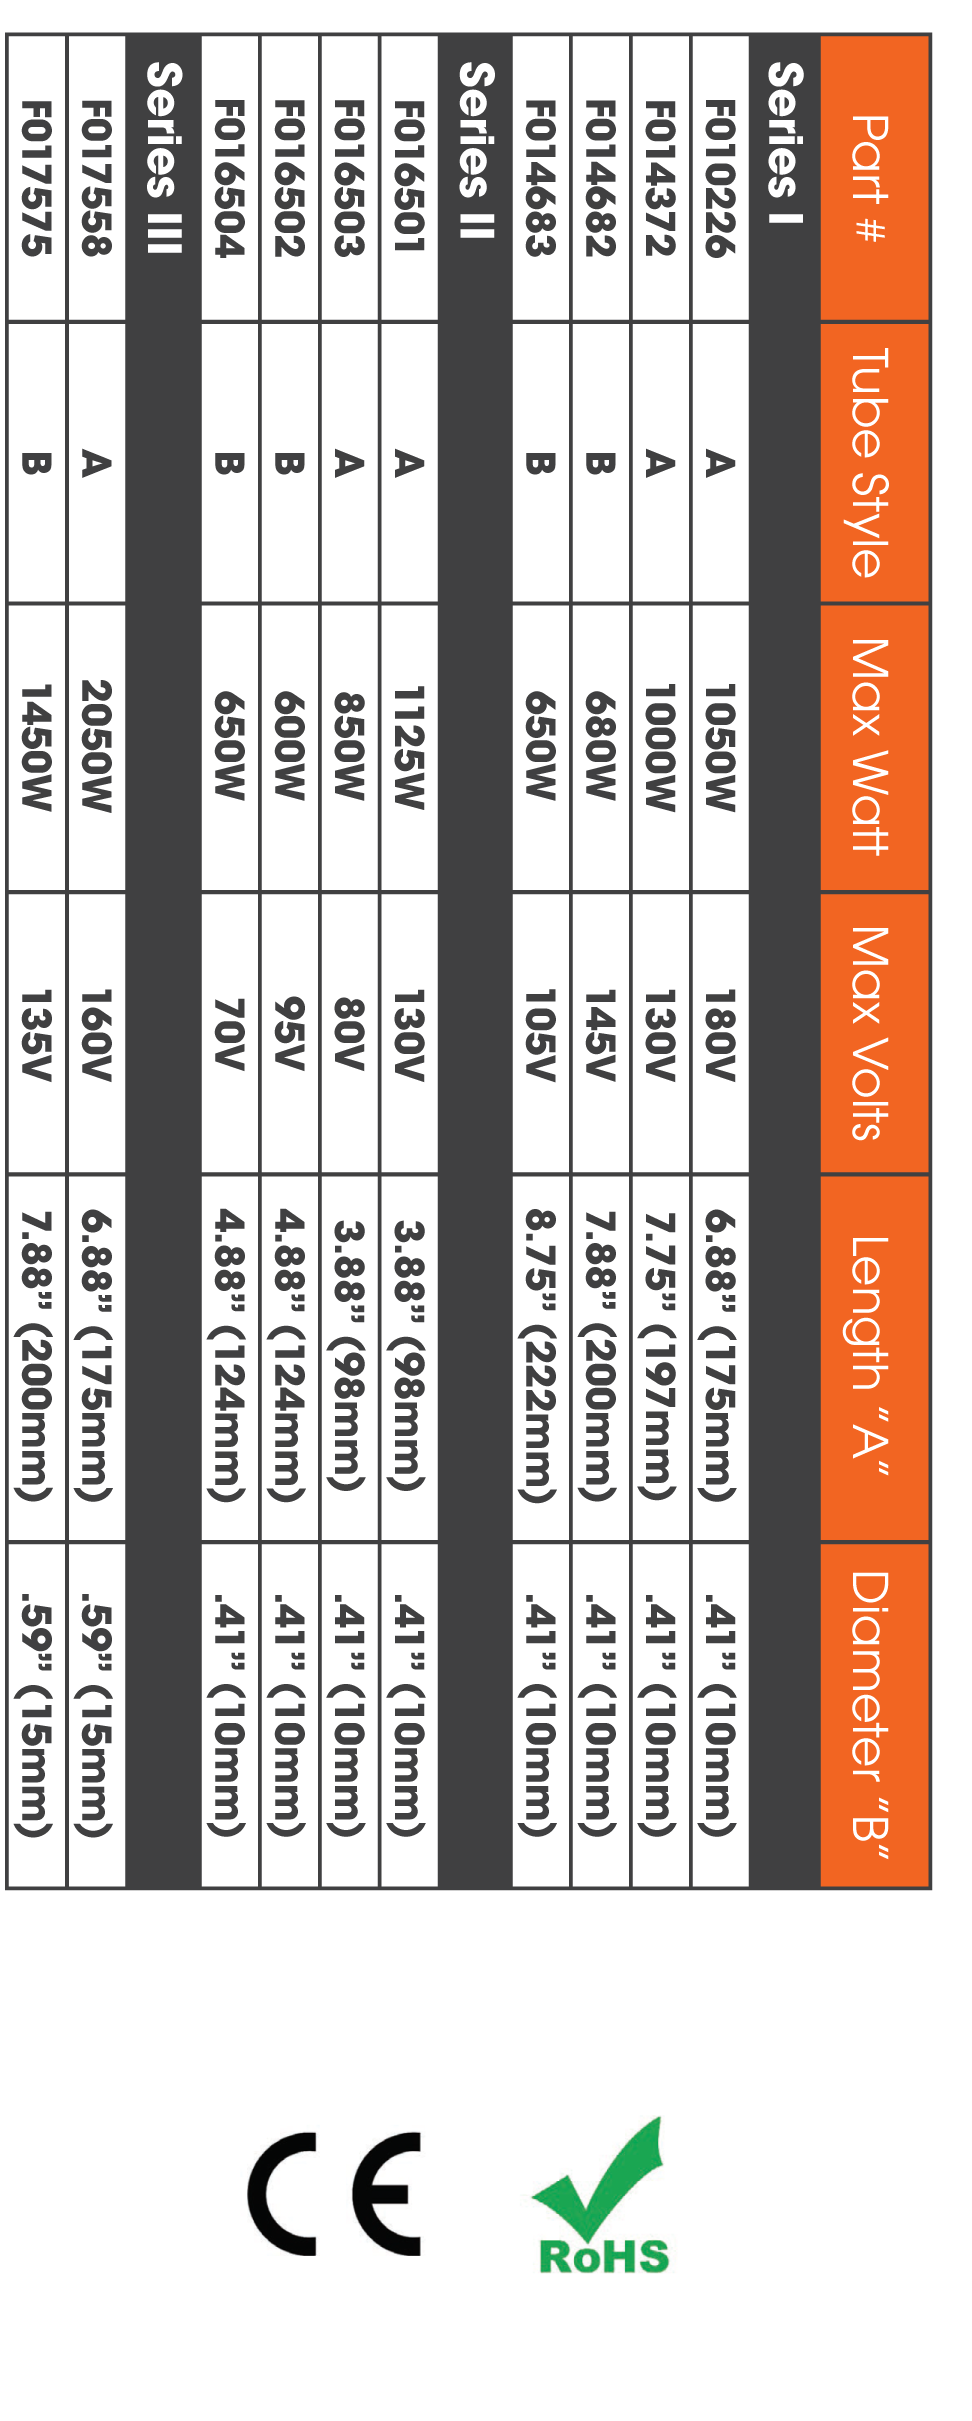 Part # Tube Style Max Watt Max Volts Length “A” Diameter “B”
Series I
F010226 A 1050W 180V 6.88” (175mm) .41” (10mm)
F014372 A 1000W 130V 7.75” (197mm) .41” (10mm)
F014682 B 680W 145V 7.88” (200mm) .41” (10mm)
F014683 B 650W 105V 8.75” (222mm) .41” (10mm)
Series II
F016501 A 1125W 130V 3.88” (98mm) .41” (10mm)
F016503 A 850W 80V 3.88” (98mm) .41” (10mm)
F016502 B 600W 95V 4.88” (124mm) .41” (10mm)
F016504 B 650W 70V 4.88” (124mm) .41” (10mm)
Series III
F017558 A 2050W 160V 6.88” (175mm) .59” (15mm)
F017575 B 1450W 135V 7.88” (200mm) .59” (15mm)
CE
RoHS